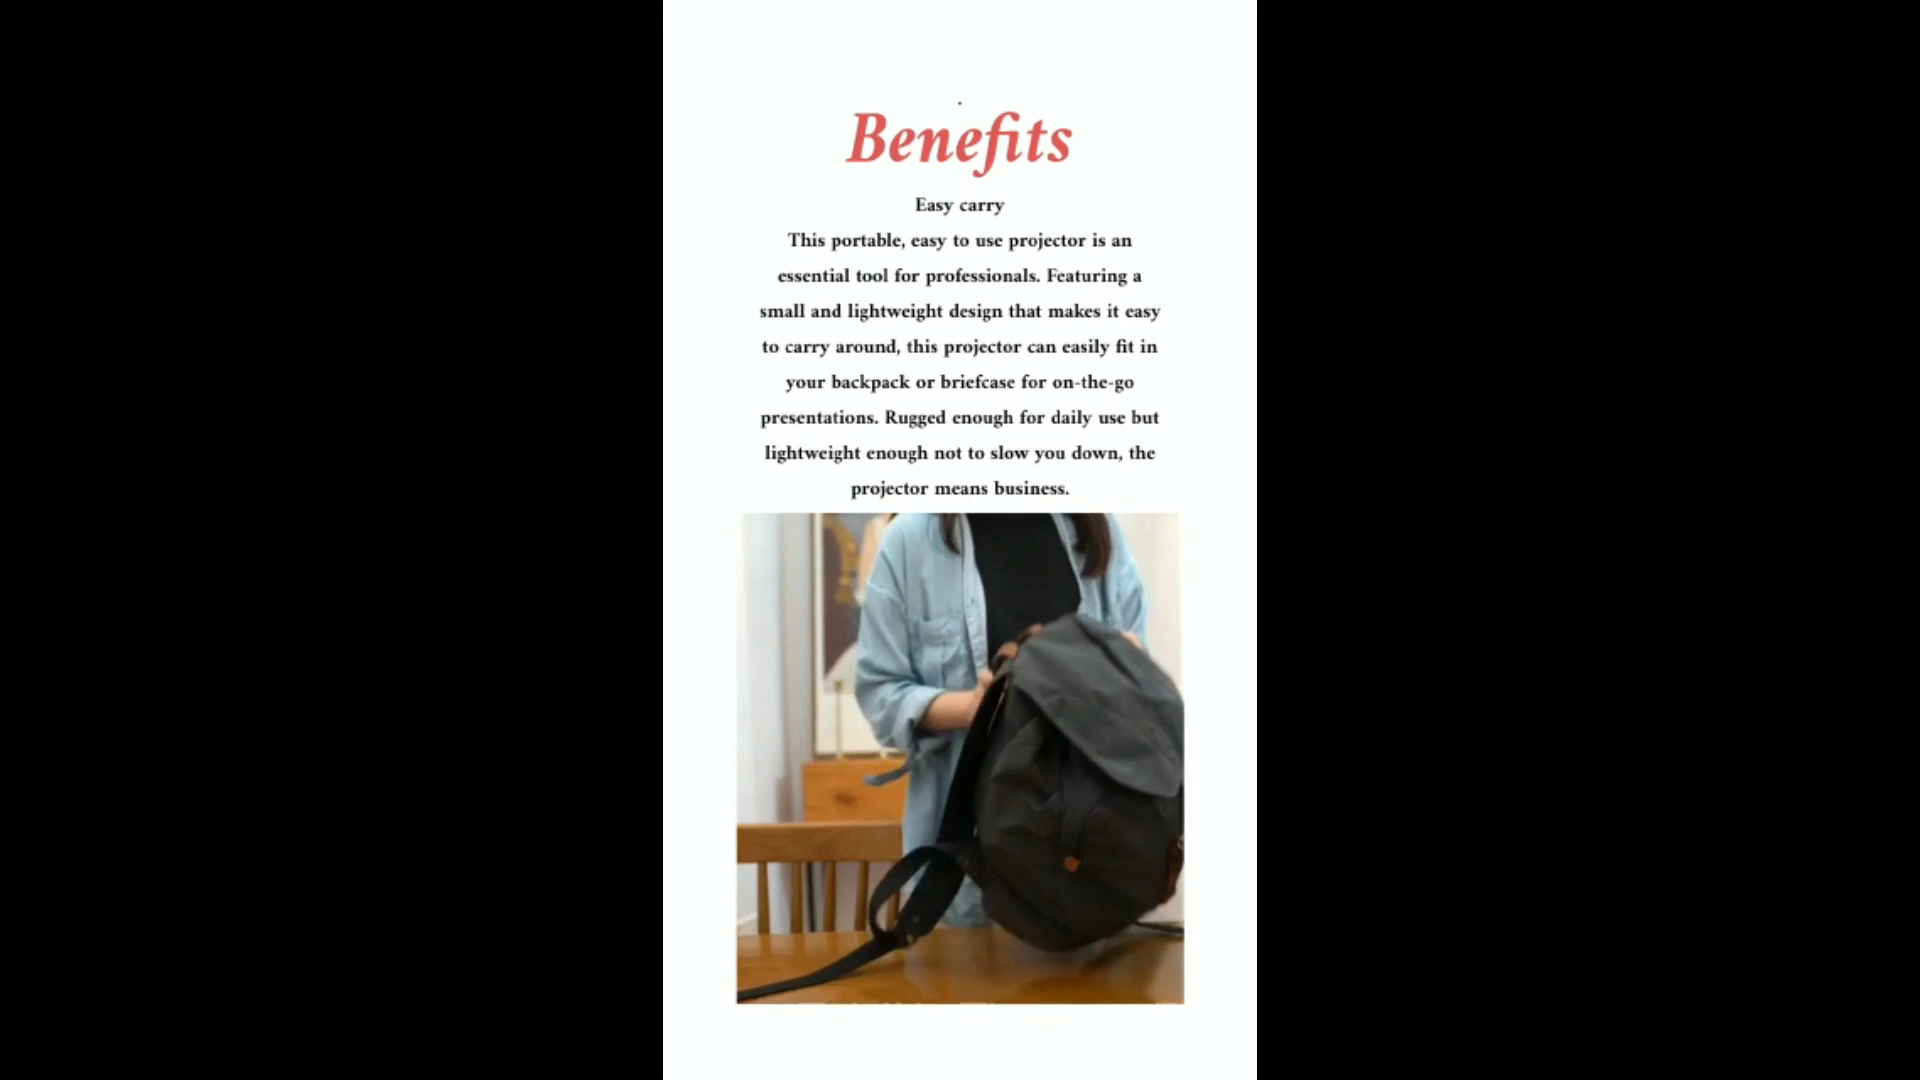 Benefits
Easy carry
This portable, easy to use projector is an
essential tool for professionals. Featuring a
small and lightweight design that makes it easy
to carry around, this projector can easily fit in
your backpack or briefcase for on-the-go
presentations. Rugged enough for daily use but
lightweight enough not to slow you down, the
projector means business.